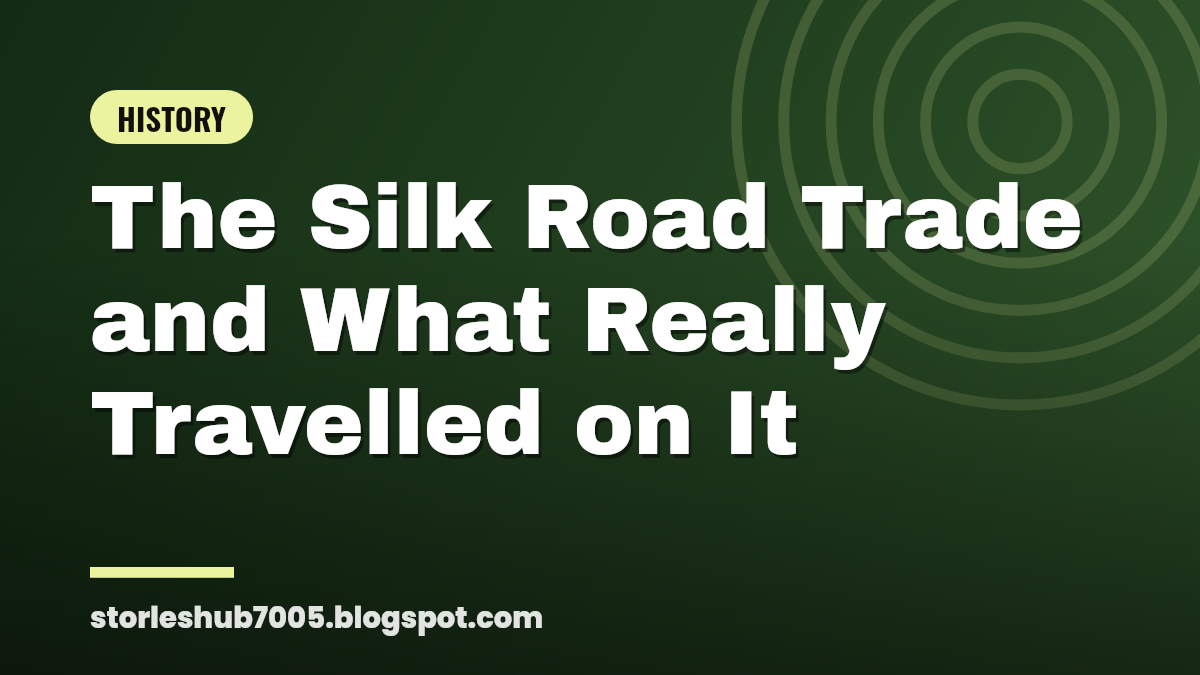 HISTORY
The Silk Road Trade
and What Really
Travelled on It
storleshub7005.blogspot.com